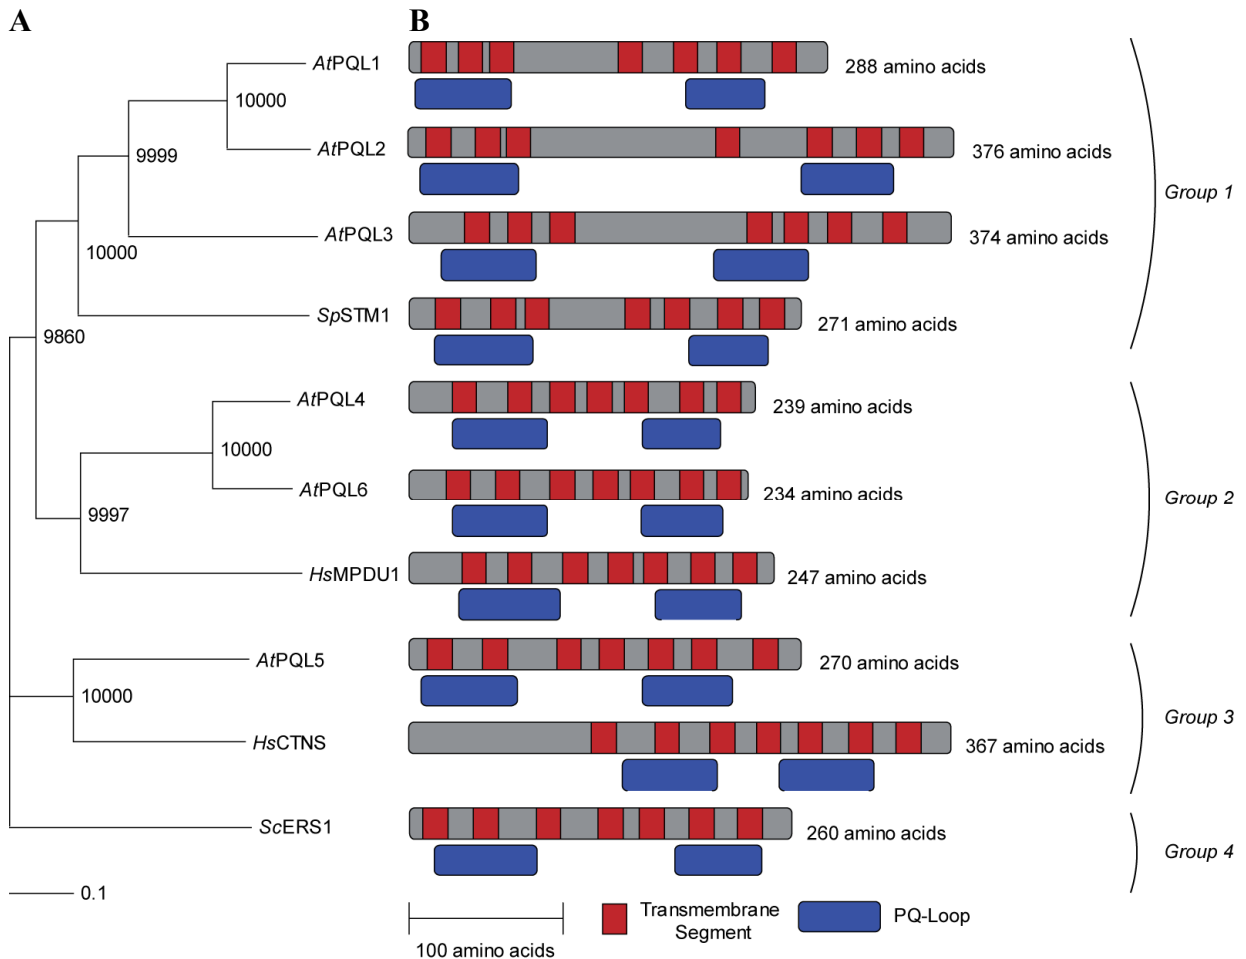 A
B
AtPQL1
288 amino acids
10000
AtPQL2
376 amino acids
9999
Group 1
AtPQL3
374 amino acids
10000
SpSTM1
271 amino acids
9860
AtPQL4
239 amino acids
10000
AtPQL6
234 amino acids
Group 2
9997
HsMPDU1
247 amino acids
AtPQL5
270 amino acids
10000
Group 3
HsCTNS
367 amino acids
ScERS1
260 amino acids
Group 4
0.1
100 amino acids
Transmembrane
Segment
PQ-Loop